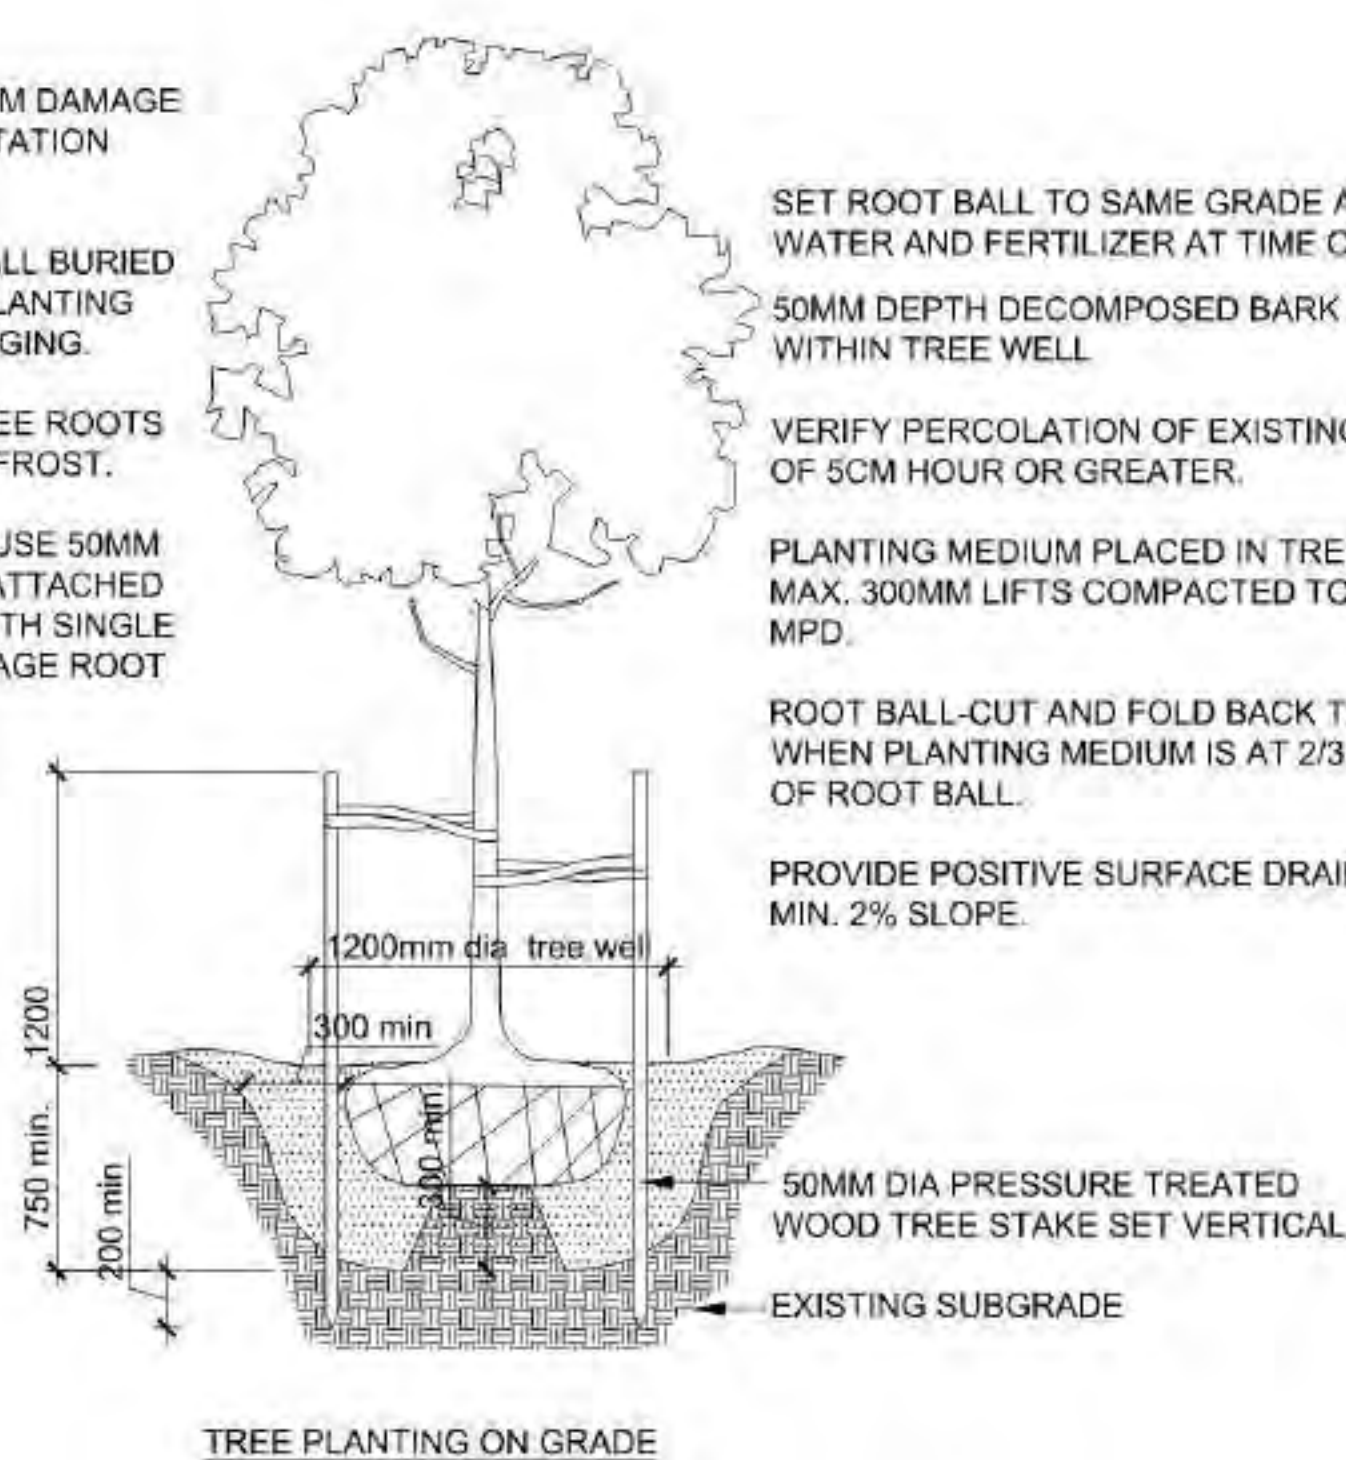 M DAMAGE
TATION
ALL BURIED
LANTING
GING.
EE ROOTS
FROST.
USE 50MM
ATTACHED
TH SINGLE
AGE ROOT
SET ROOT BALL TO SAME GRADE A
WATER AND FERTILIZER AT TIME O
50MM DEPTH DECOMPOSED BARK
WITHIN TREE WELL
VERIFY PERCOLATION OF EXISTING
OF 5CM HOUR OR GREATER.
PLANTING MEDIUM PLACED IN TRE
MAX. 300MM LIFTS COMPACTED TO
MPD.
ROOT BALL-CUT AND FOLD BACK T
WHEN PLANTING MEDIUM IS AT 2/3
OF ROOT BALL.
PROVIDE POSITIVE SURFACE DRAI
MIN. 2% SLOPE.
1200mm dia tree well
300 min
1200
750 min.
200 min
300 min
50MM DIA PRESSURE TREATED
WOOD TREE STAKE SET VERTICAL
EXISTING SUBGRADE
TREE PLANTING ON GRADE